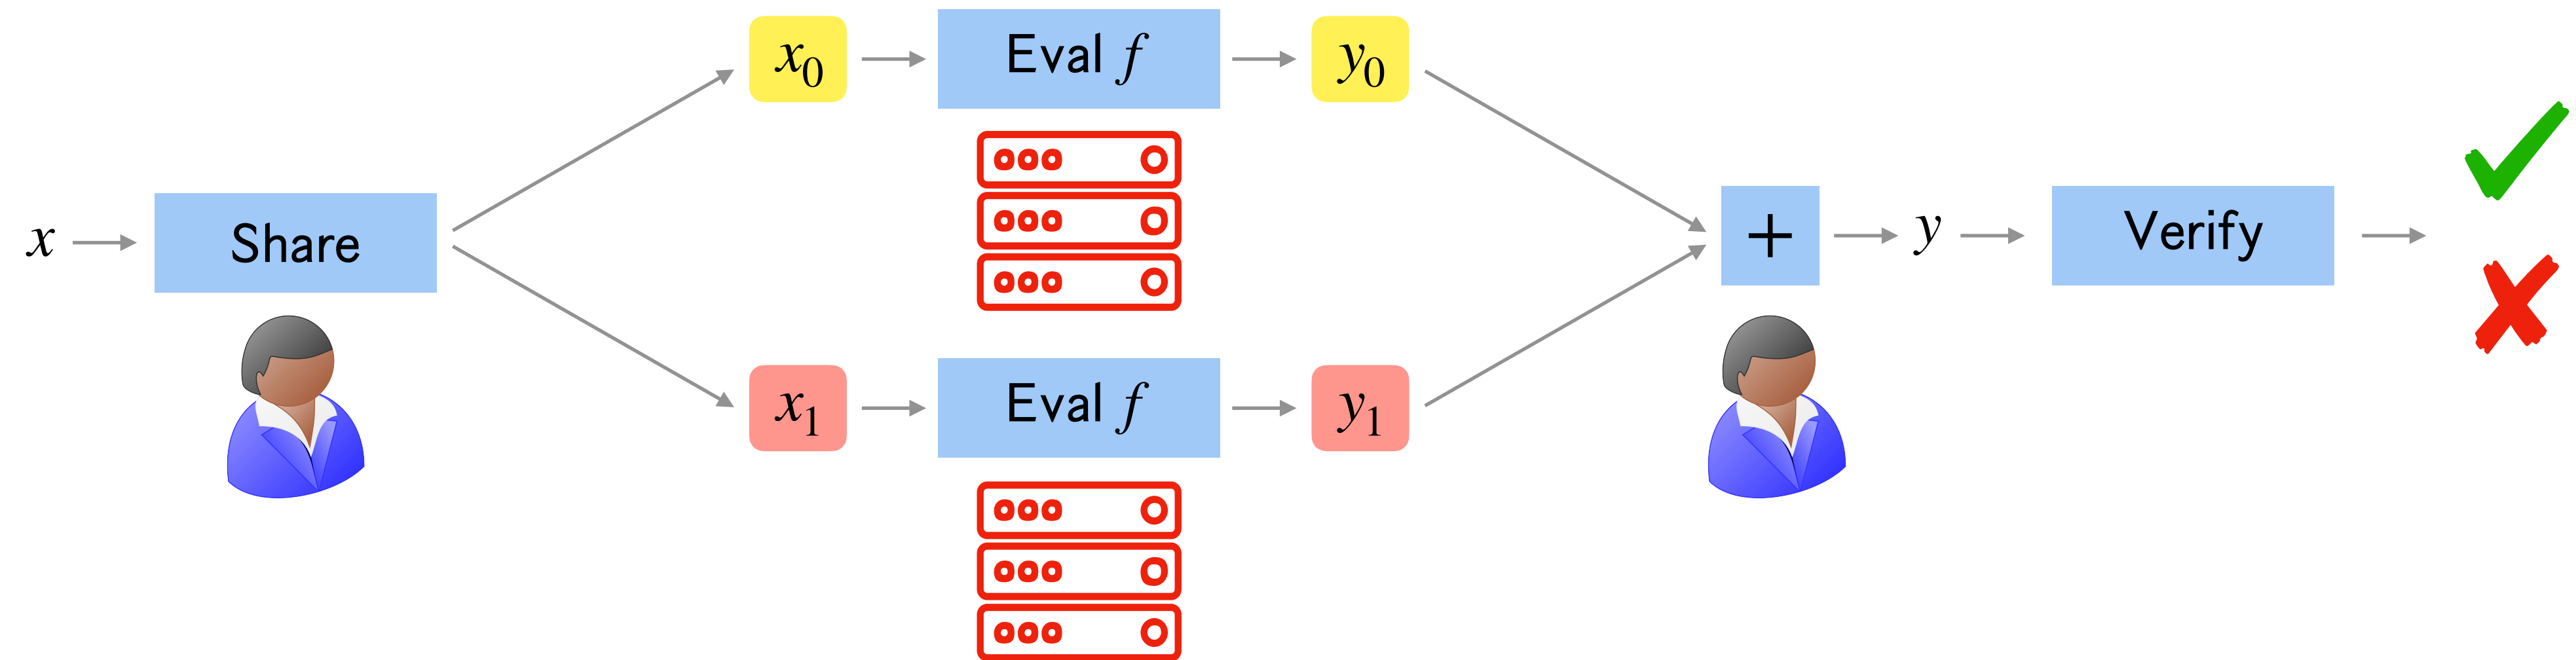 x
Share
x₀
Eval f
y₀
x₁
Eval f
y₁
+
y
Verify